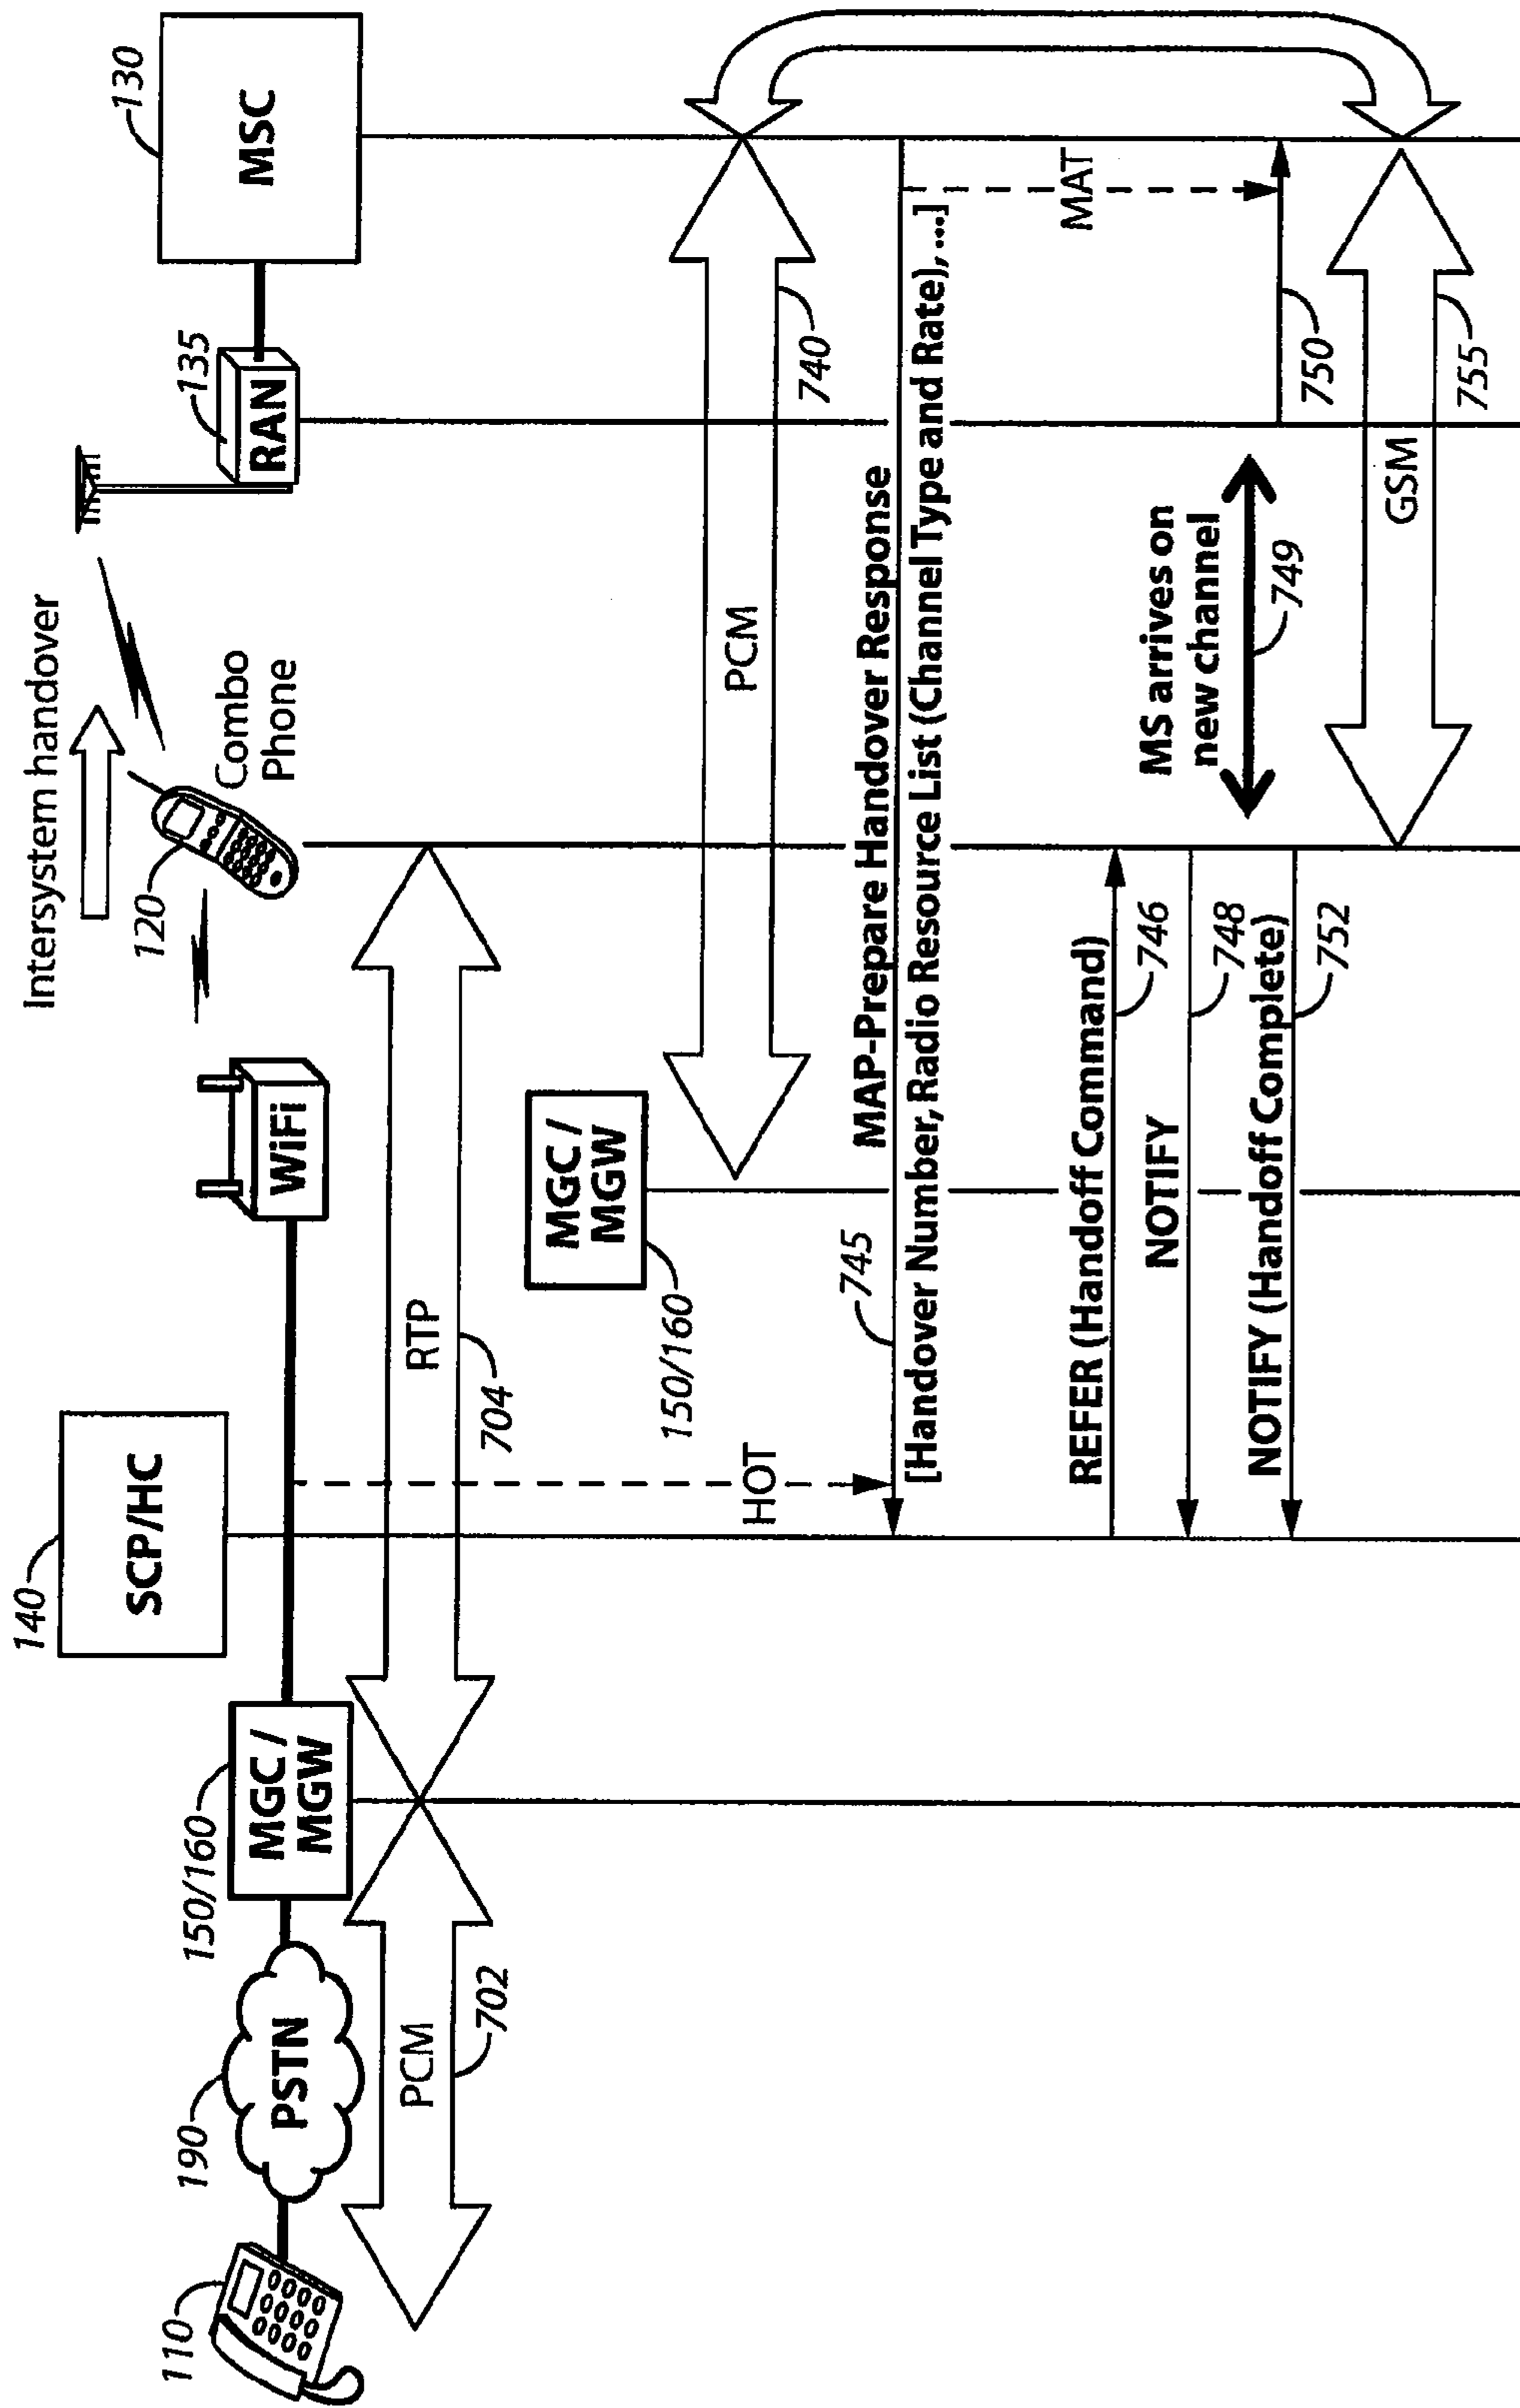 Intersystem handover
110
190
PSTN
150/160
MGC /
MGW
140
SCP/HC
WiFi
120
Combo
Phone
135
RAN
130
MSC
PCM
702
RTP
704
150/160
MGC /
MGW
PCM
740
HOT
745
MAP-Prepare Handover Response
[Handover Number, Radio Resource List (Channel Type and Rate), ...]
MAT
REFER (Handoff Command)
746
NOTIFY
748
MS arrives on
new channel
749
750
NOTIFY (Handoff Complete)
752
GSM
755